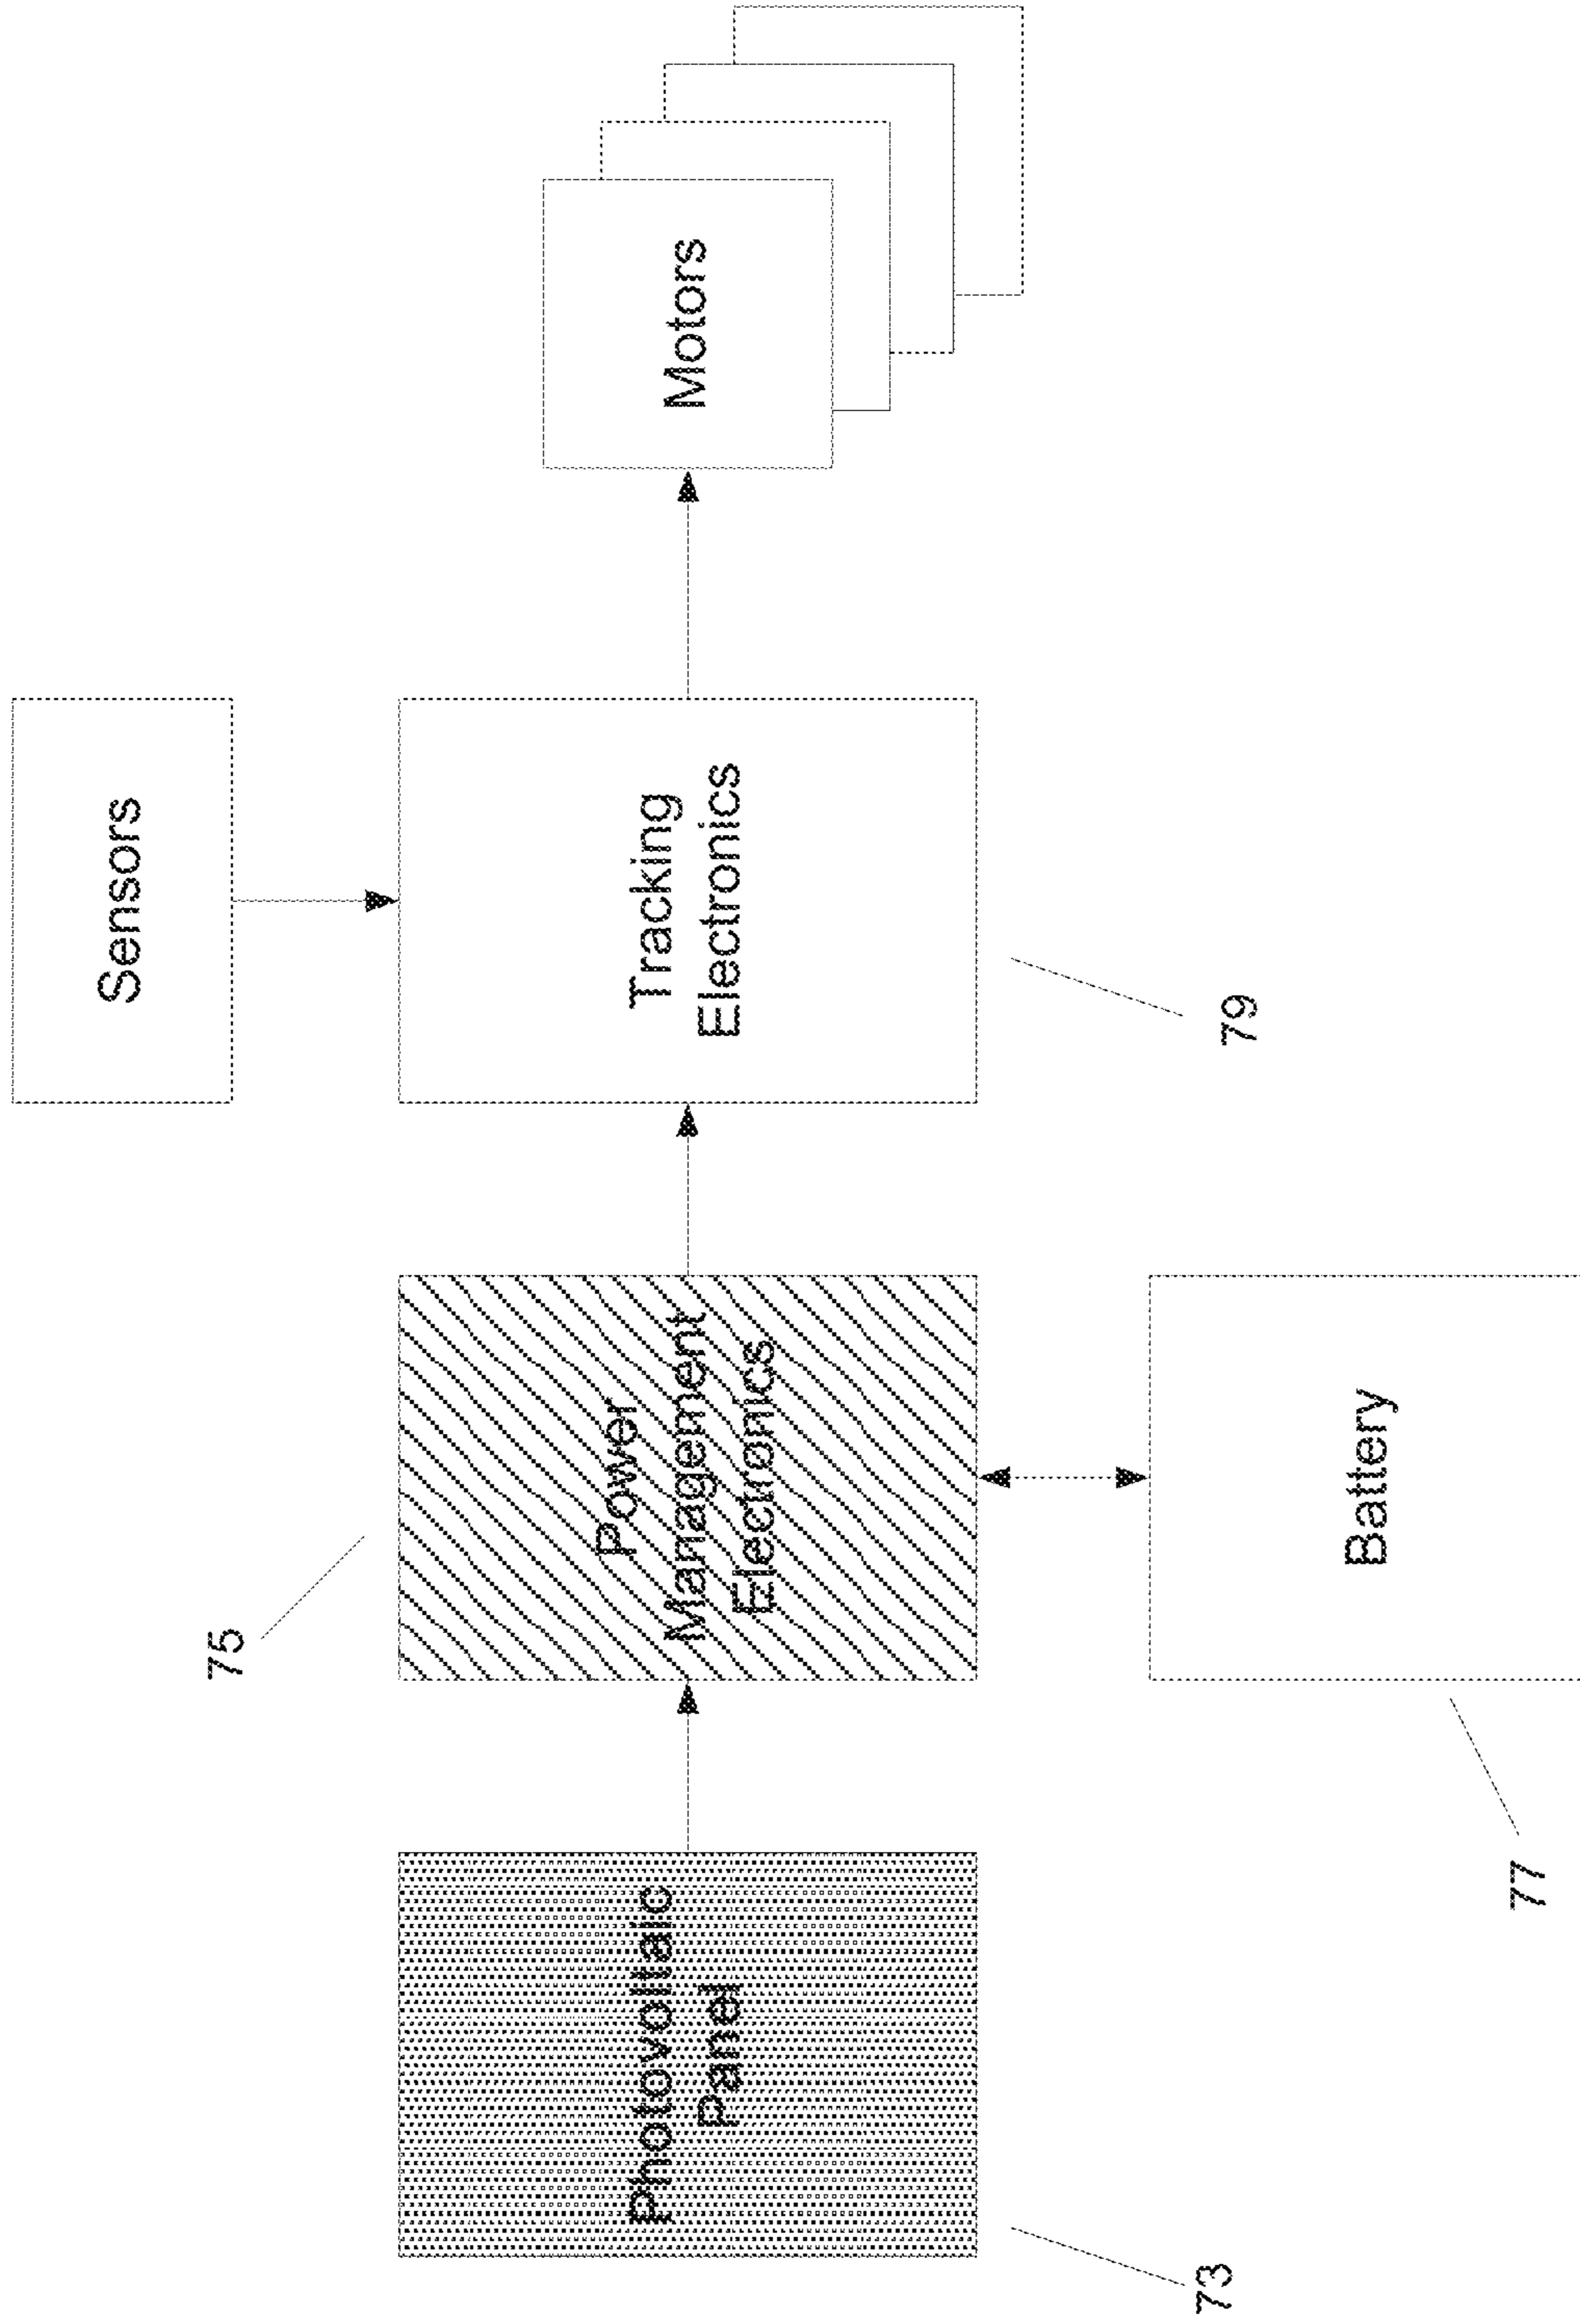 Sensors
75
Photovoltaic
Panel
Power
Management
Electronics
Tracking
Electronics
Motors
73
79
Battery
77